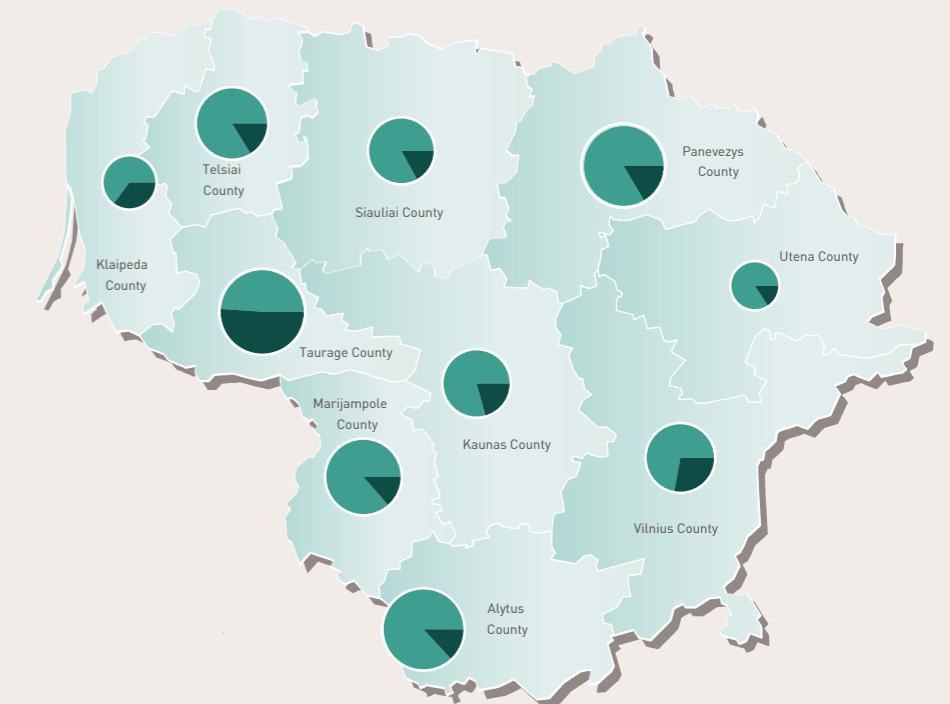 Panevezys
County
Telsiai
County
Siauliai County
Utena County
Klaipeda
County
Taurage County
Marijampole
County
Kaunas County
Vilnius County
Alytus
County